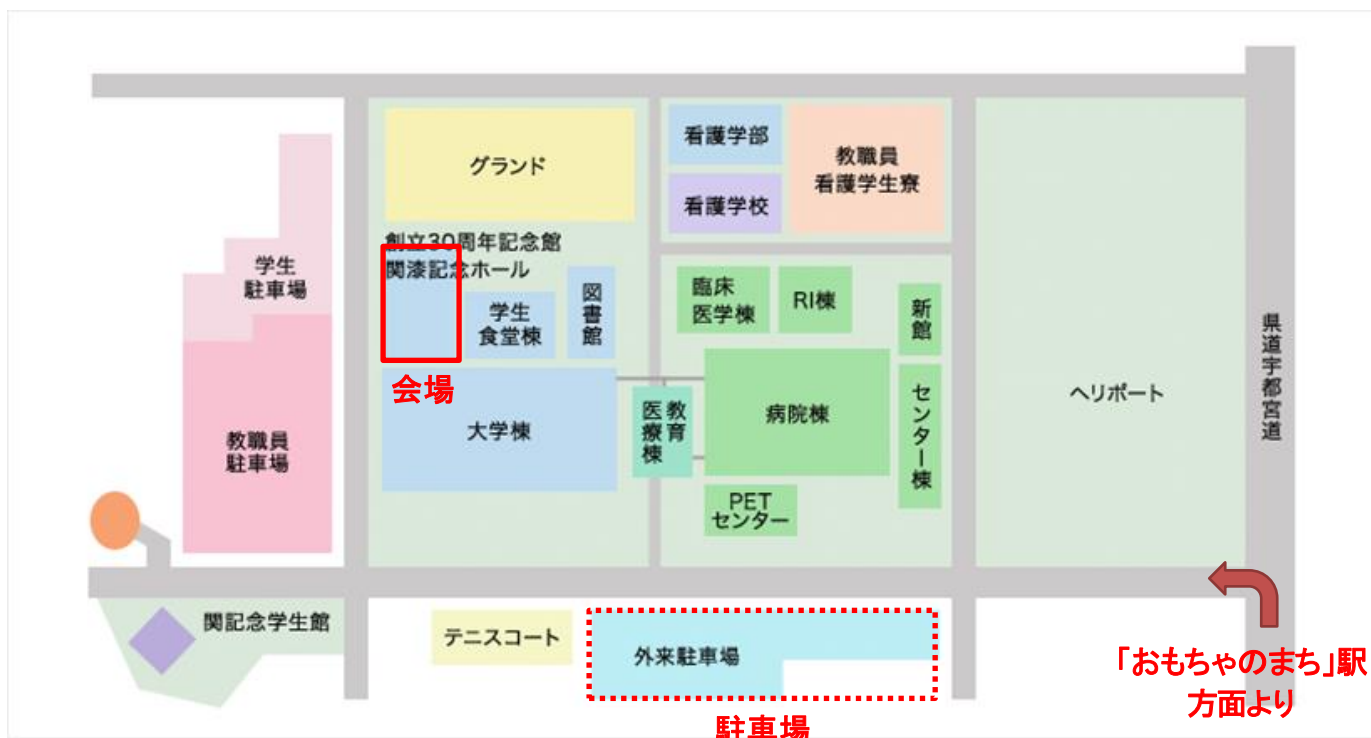 グランド
看護学部
看護学校
教職員
看護学生寮
創立30周年記念館
関漆記念ホール
学生
駐車場
学生
食堂棟
図書館
臨床
医学棟
RI棟
新館
県道宇都宮道
会場
大学棟
教育
医療棟
病院棟
センター棟
ヘリポート
教職員
駐車場
PET
センター
関記念学生館
テニスコート
外来駐車場
駐車場
「おもちゃのまち」駅
方面より